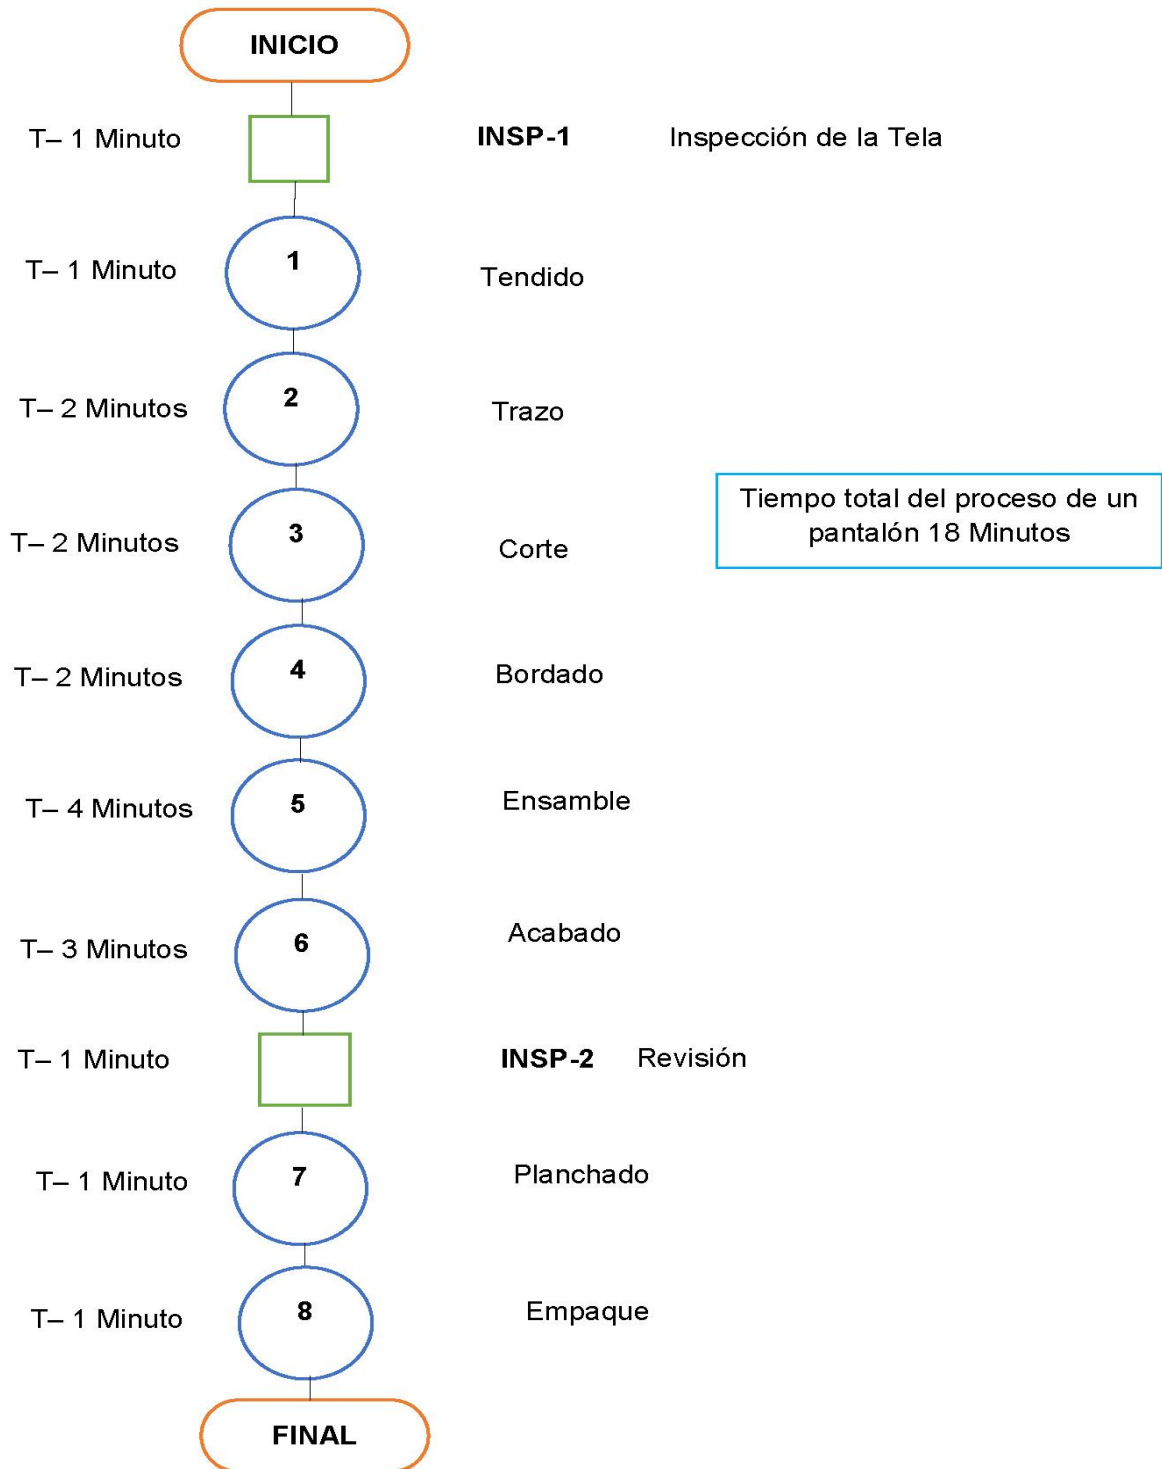 INICIO
T– 1 Minuto INSP-1 Inspección de la Tela
T– 1 Minuto 1 Tendido
T– 2 Minutos 2 Trazo
Tiempo total del proceso de un
pantalón 18 Minutos
T– 2 Minutos 3 Corte
T– 2 Minutos 4 Bordado
T– 4 Minutos 5 Ensamble
T– 3 Minutos 6 Acabado
T– 1 Minuto INSP-2 Revisión
T– 1 Minuto 7 Planchado
T– 1 Minuto 8 Empaque
FINAL